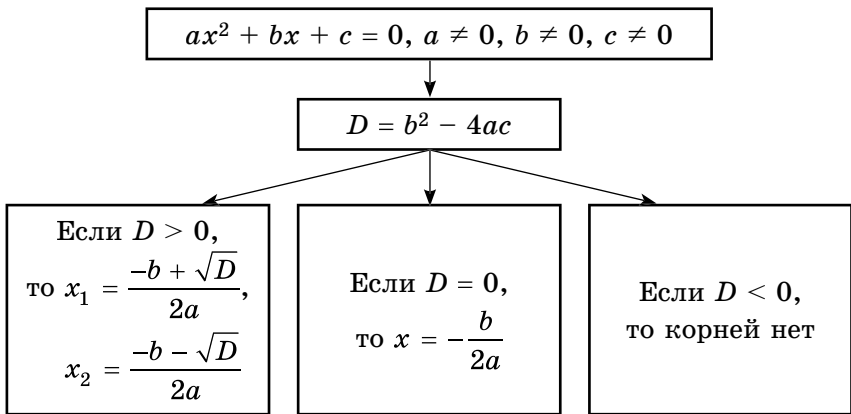 ax² + bx + c = 0, a ≠ 0, b ≠ 0, c ≠ 0
D = b² − 4ac
Если D > 0,
то x₁ = (−b + √D)/(2a),
x₂ = (−b − √D)/(2a)
Если D = 0,
то x = −b/(2a)
Если D < 0,
то корней нет